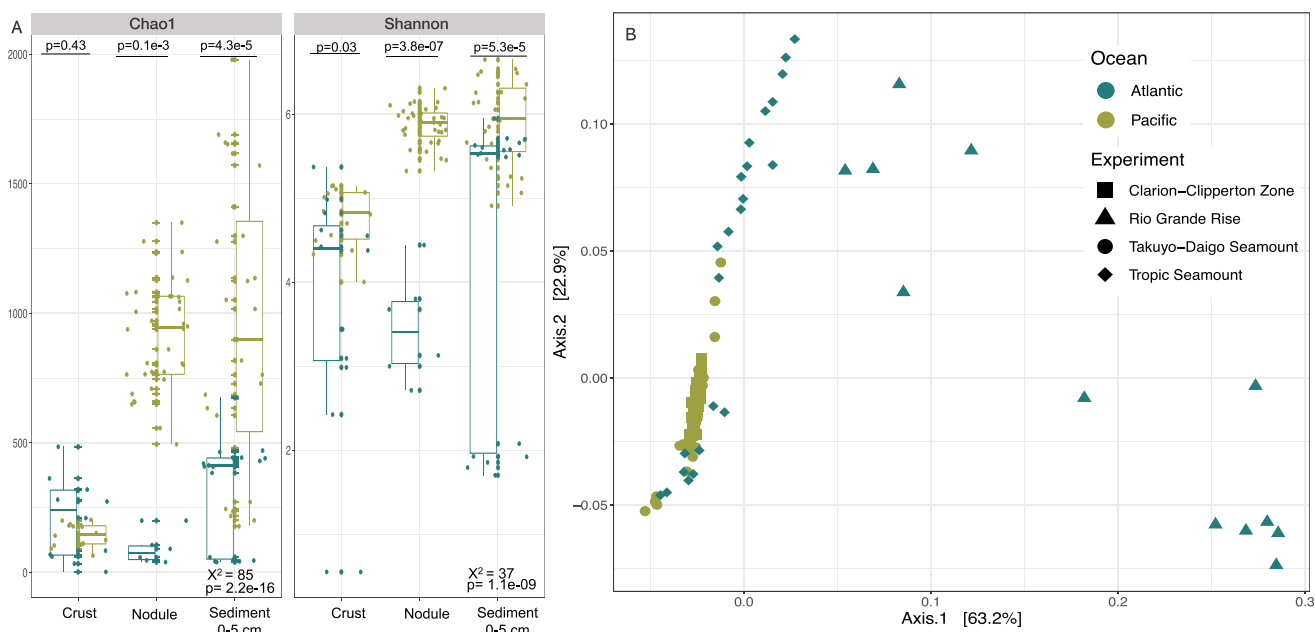 A
Chao1
Shannon
p=0.43
p=0.1e-3
p=4.3e-5
p=0.03
p=3.8e-07
p=5.3e-5
2000
1500
1000
500
0
6
4
2
X² = 85
p= 2.2e-16
X² = 37
p= 1.1e-09
Crust
Nodule
Sediment
0-5 cm
Crust
Nodule
Sediment
0-5 cm
B
Axis.2 [22.9%]
0.10
0.05
0.00
−0.05
0.0
0.1
0.2
0.3
Axis.1 [63.2%]
Ocean
Atlantic
Pacific
Experiment
Clarion−Clipperton Zone
Rio Grande Rise
Takuyo−Daigo Seamount
Tropic Seamount